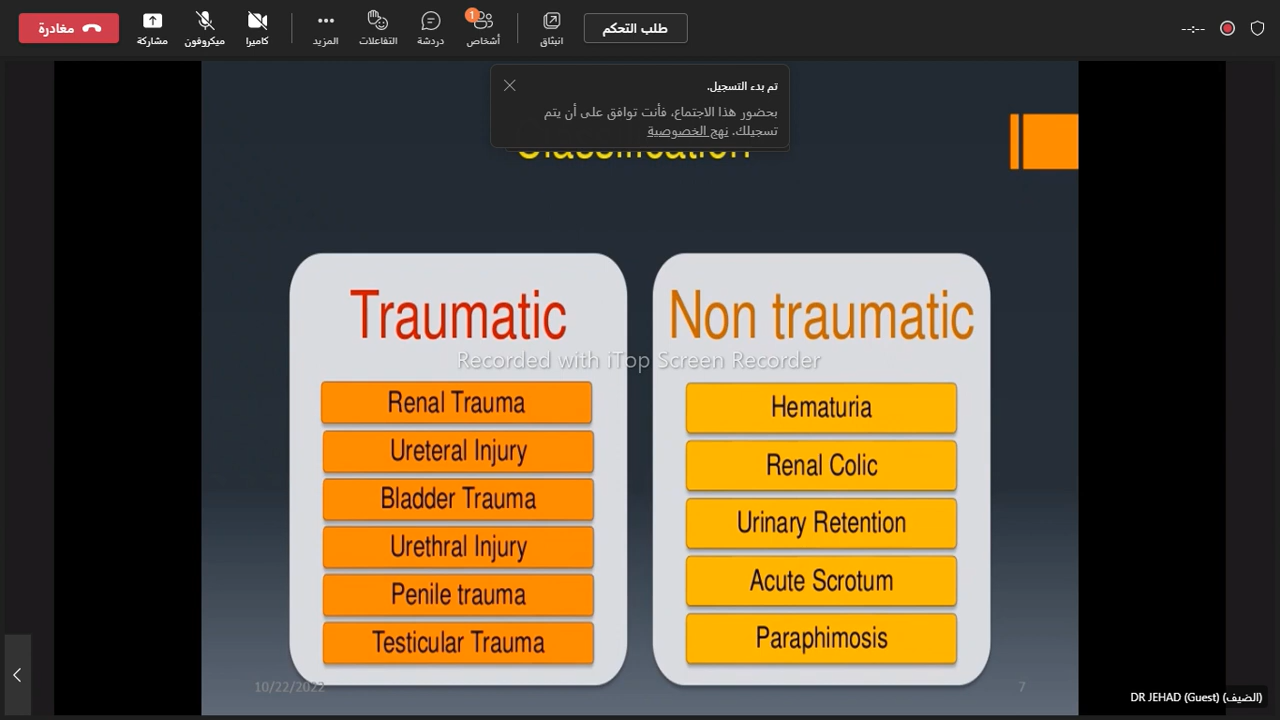 مغادرة
مشاركة
ميكروفون
كاميرا
المزيد
التفاعلات
دردشة
1
أشخاص
انبثاق
طلب التحكم
--:--
تم بدء التسجيل.
بحضور هذا الاجتماع، فأنت توافق على أن يتم
تسجيلك. نهج الخصوصية
Classification
Traumatic
Renal Trauma
Ureteral Injury
Bladder Trauma
Urethral Injury
Penile trauma
Testicular Trauma
Non traumatic
Hematuria
Renal Colic
Urinary Retention
Acute Scrotum
Paraphimosis
Recorded with iTop Screen Recorder
10/22/2022
7
DR JEHAD (Guest) (الضيف)